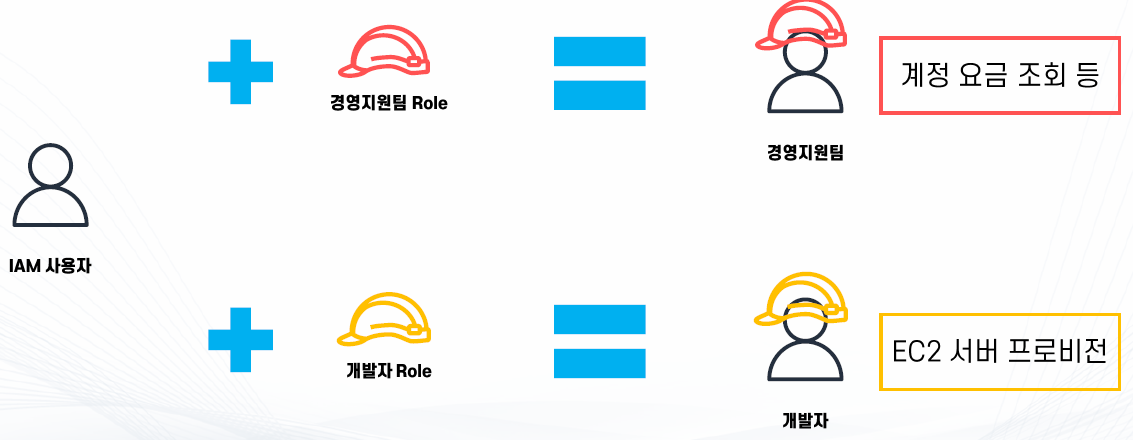 경영지원팀 Role
계정 요금 조회 등
경영지원팀
IAM 사용자
개발자 Role
EC2 서버 프로비전
개발자